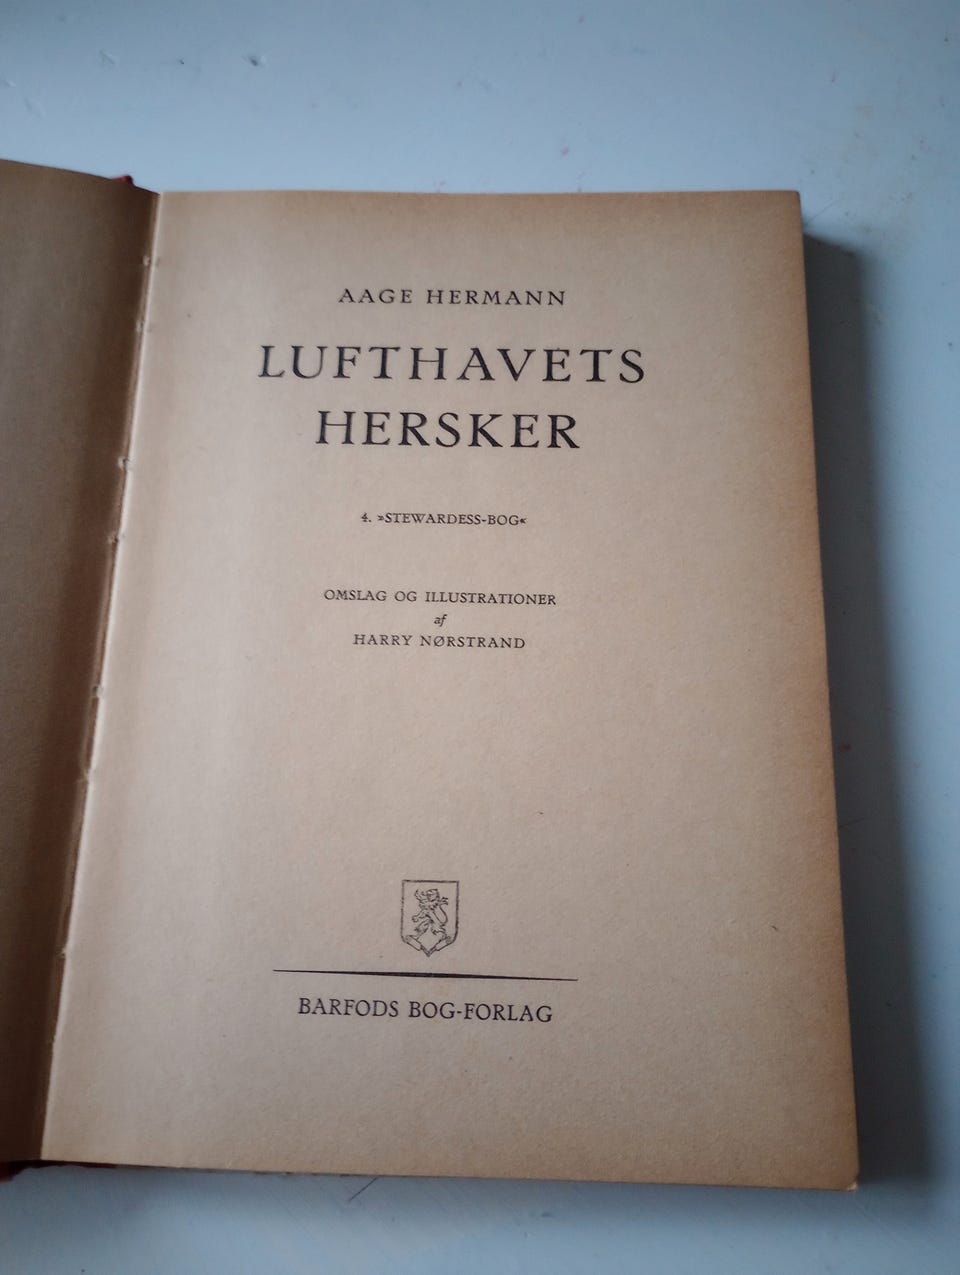 AAGE HERMANN
LUFTHAVETS
HERSKER
4. »STEWARDESS-BOG«
OMSLAG OG ILLUSTRATIONER
af
HARRY NØRSTRAND
BARFODS BOG-FORLAG